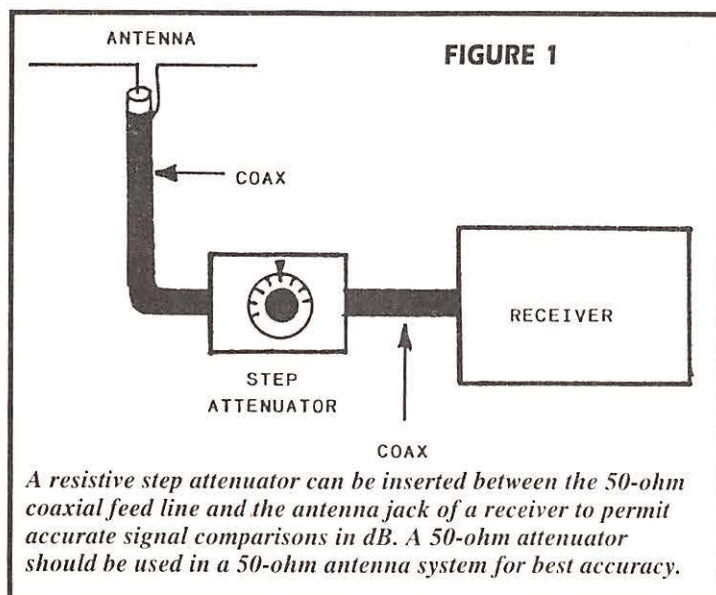 ANTENNA
FIGURE 1
COAX
RECEIVER
STEP
ATTENUATOR
COAX
A resistive step attenuator can be inserted between the 50-ohm
coaxial feed line and the antenna jack of a receiver to permit
accurate signal comparisons in dB. A 50-ohm attenuator
should be used in a 50-ohm antenna system for best accuracy.